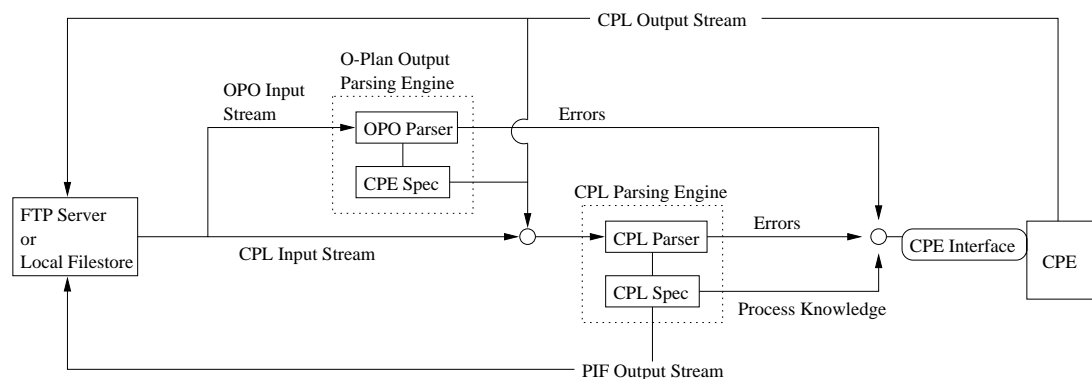 CPL Output Stream
O-Plan Output
Parsing Engine
OPO Input
Stream
OPO Parser
Errors
CPE Spec
CPL Parsing Engine
FTP Server
or
Local Filestore
CPL Input Stream
CPL Parser
Errors
CPE Interface
CPE
CPL Spec
Process Knowledge
PIF Output Stream